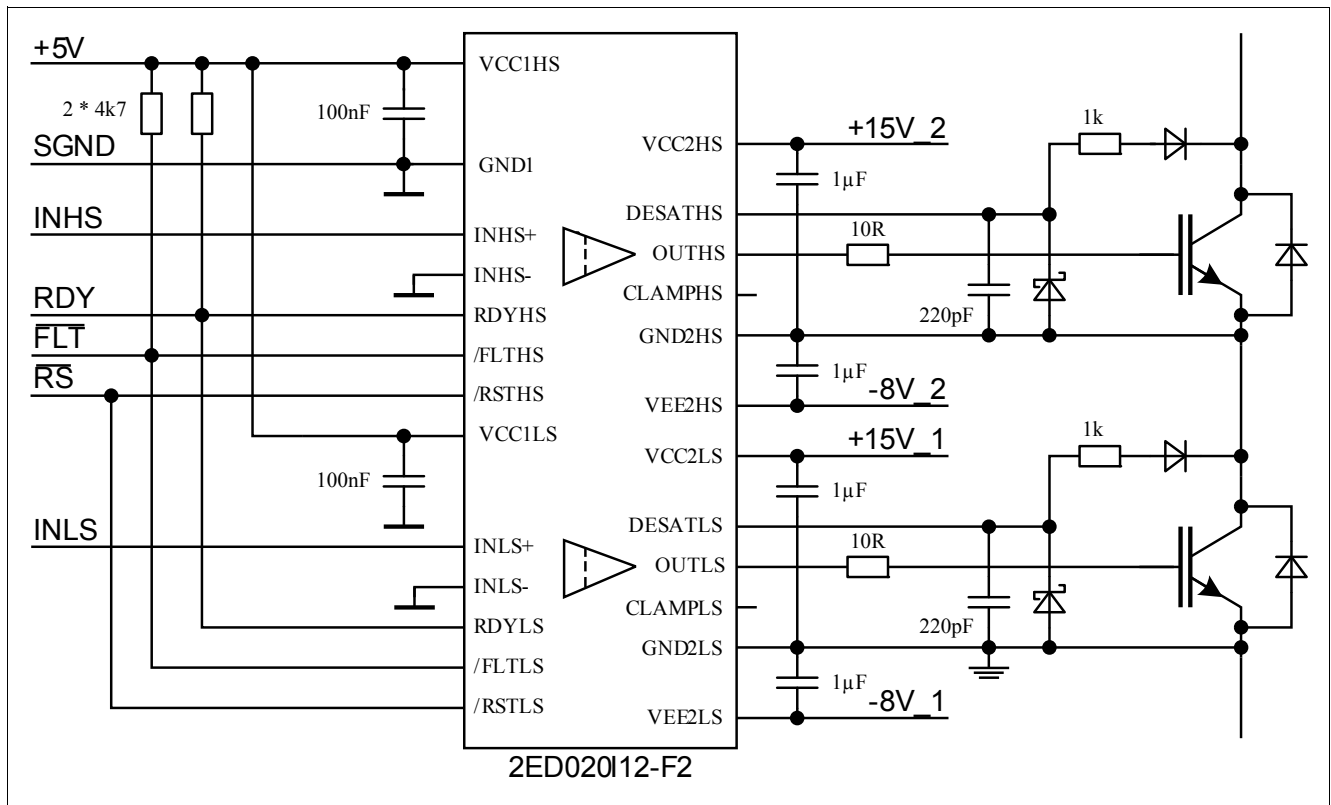 +5V
2 * 4k7
100nF
SGND
INHS
RDY
FLT
RS
100nF
INLS
VCC1HS
GND1
INHS+
INHS-
RDYHS
/FLTHS
/RSTHS
VCC1LS
INLS+
INLS-
RDYLS
/FLTLS
/RSTLS
VCC2HS
DESATHS
OUTHS
CLAMPHS
GND2HS
VEE2HS
VCC2LS
DESATLS
OUTLS
CLAMPLS
GND2LS
VEE2LS
+15V_2
1µF
1k
10R
220pF
1µF
-8V_2
+15V_1
1µF
1k
10R
220pF
1µF
-8V_1
2ED020I12-F2